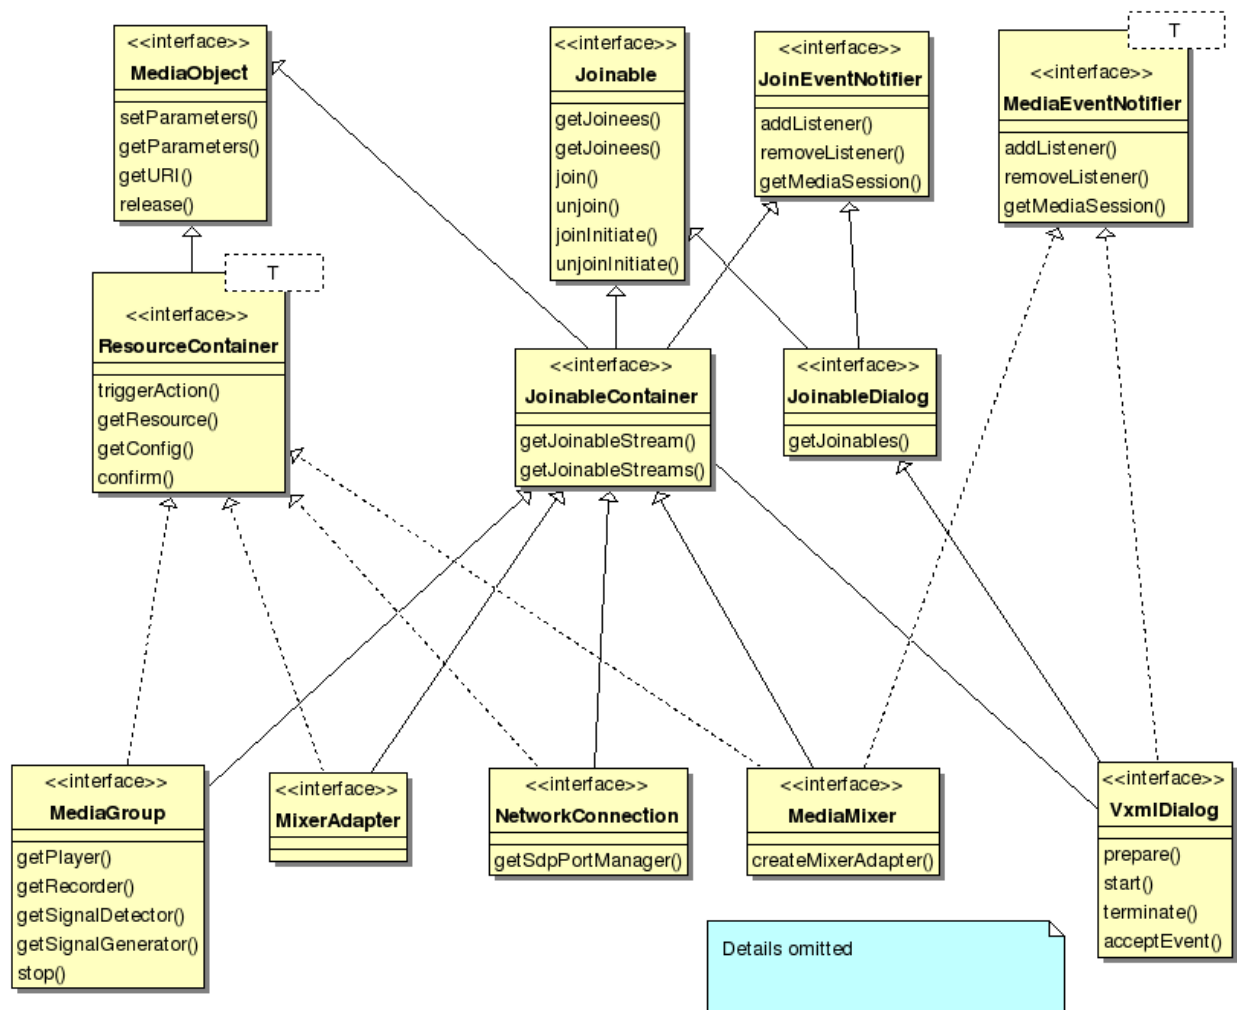 <<interface>>
MediaObject
setParameters()
getParameters()
getURI()
release()
<<interface>>
Joinable
getJoinees()
getJoinees()
join()
unjoin()
joinInitiate()
unjoinInitiate()
<<interface>>
JoinEventNotifier
addListener()
removeListener()
getMediaSession()
T
<<interface>>
MediaEventNotifier
addListener()
removeListener()
getMediaSession()
T
<<interface>>
ResourceContainer
triggerAction()
getResource()
getConfig()
confirm()
<<interface>>
JoinableContainer
getJoinableStream()
getJoinableStreams()
<<interface>>
JoinableDialog
getJoinables()
<<interface>>
MediaGroup
getPlayer()
getRecorder()
getSignalDetector()
getSignalGenerator()
stop()
<<interface>>
MixerAdapter
<<interface>>
NetworkConnection
getSdpPortManager()
<<interface>>
MediaMixer
createMixerAdapter()
<<interface>>
VxmlDialog
prepare()
start()
terminate()
acceptEvent()
Details omitted